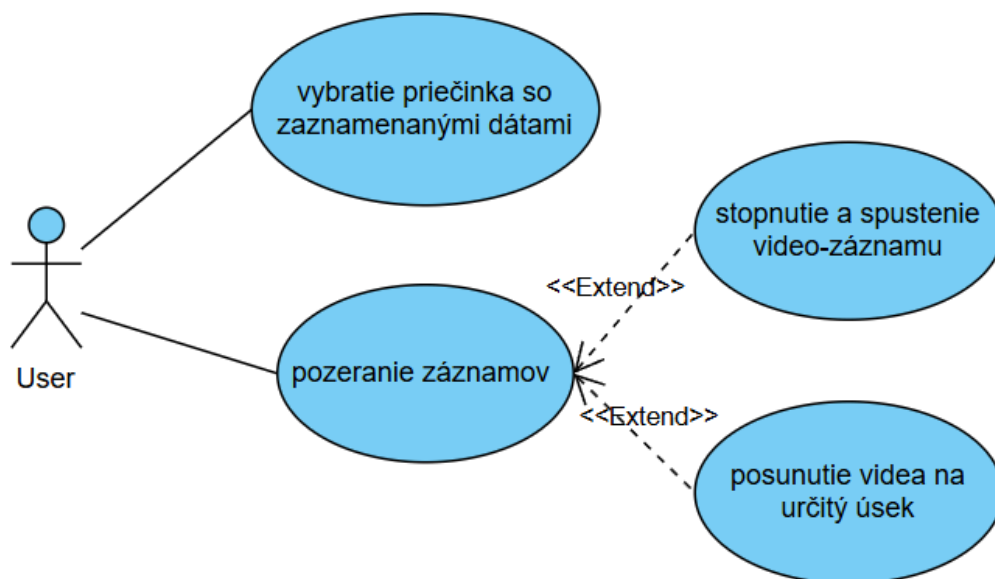 vybratie priečinka so
zaznamenanými dátami
stopnutie a spustenie
video-záznamu
<<Extend>>
User
pozeranie záznamov
<<Extend>>
posunutie videa na
určitý úsek